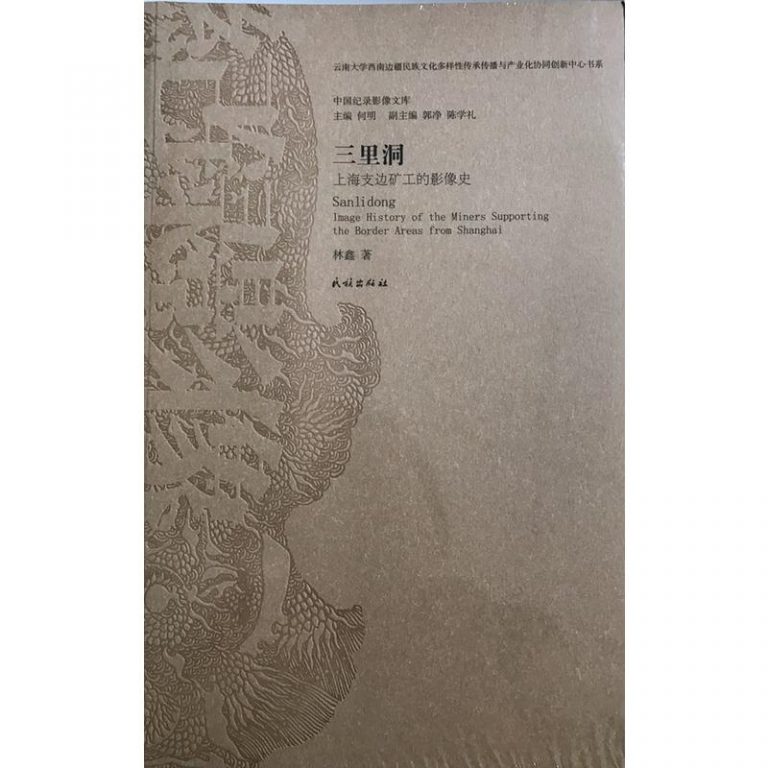 云南大学西南边疆民族文化多样性传承传播与产业化协同创新中心书系
中国纪录影像文库
主编 何明 副主编 郭净 陈学礼
三里洞
上海支边矿工的影像史
Sanlidong
Image History of the Miners Supporting
the Border Areas from Shanghai
林鑫 著
民族出版社